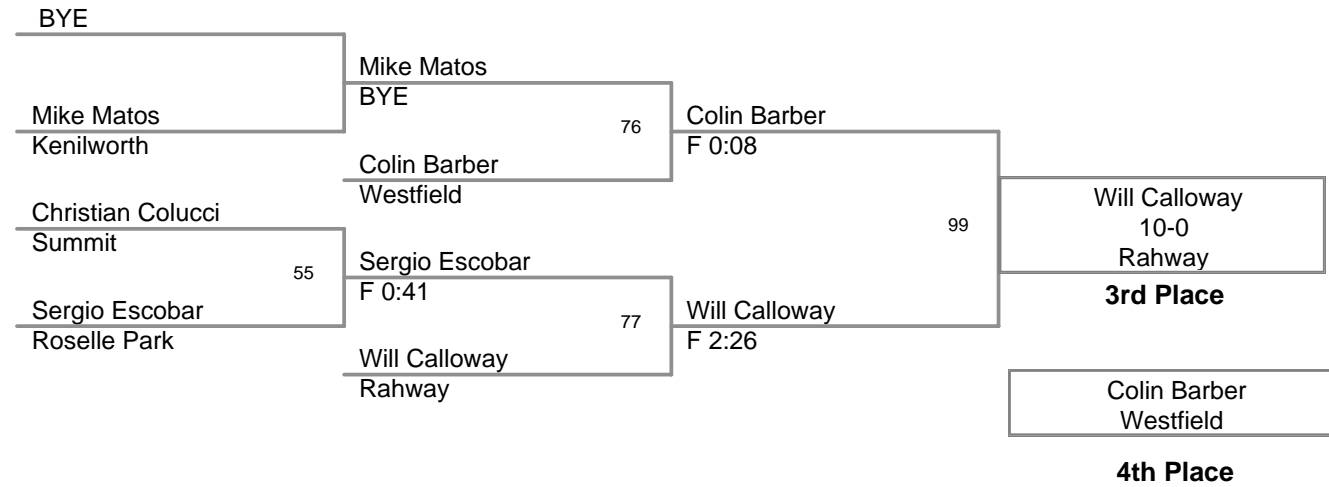 BYE
Mike Matos
Kenilworth
Christian Colucci
Summit
55
Sergio Escobar
Roselle Park
Mike Matos
BYE
76
Colin Barber
Westfield
Sergio Escobar
F 0:41
77
Will Calloway
Rahway
Colin Barber
F 0:08
99
Will Calloway
F 2:26
Will Calloway
10-0
Rahway
3rd Place
Colin Barber
Westfield
4th Place